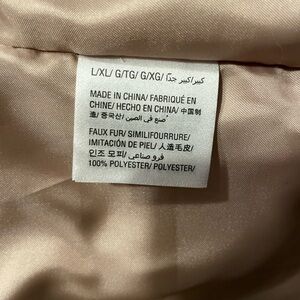 L/XL/ G/TG/ G/XG/ كبير/كبير جدًا
MADE IN CHINA/ FABRIQUÉ EN
CHINE/ HECHO EN CHINA/ 中国制
造/ 중국산/ صنع في الصين
FAUX FUR/ SIMILIFOURRURE/
IMITACIÓN DE PIEL/ 人造毛皮/
인조 모피/ فرو صناعي/
100% POLYESTER/ POLYESTER/